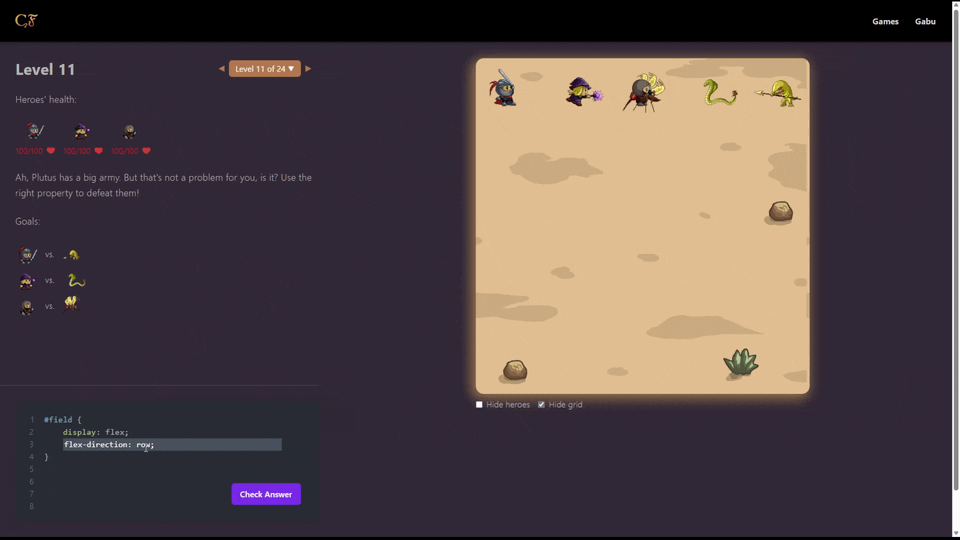 CF
Games
Gabu
Level 11
Level 11 of 24 ▼
Heroes' health:
100/100 100/100 100/100
Ah, Plutus has a big army. But that's not a problem for you, is it? Use the
right property to defeat them!
Goals:
vs.
vs.
vs.
Hide heroes Hide grid
1 #field {
2 display: flex;
3 flex-direction: row;
4 }
5
6
7
8
Check Answer